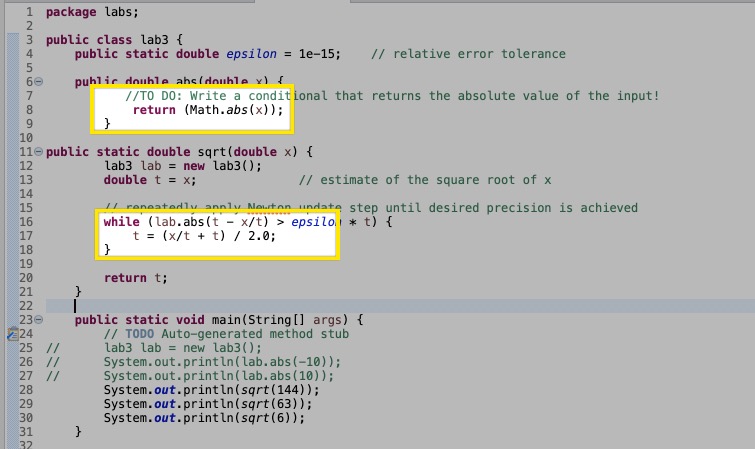 1 package labs;
2
3 public class lab3 {
4 public static double epsilon = 1e-15; // relative error tolerance
5
6 public double abs(double x) {
7 //TO DO: Write a conditional that returns the absolute value of the input!
8 return (Math.abs(x));
9 }
10
11 public static double sqrt(double x) {
12 lab3 lab = new lab3();
13 double t = x; // estimate of the square root of x
14
15 // repeatedly apply Newton update step until desired precision is achieved
16 while (lab.abs(t - x/t) > epsilon * t) {
17 t = (x/t + t) / 2.0;
18 }
19
20 return t;
21 }
22
23 public static void main(String[] args) {
24 // TODO Auto-generated method stub
25 // lab3 lab = new lab3();
26 // System.out.println(lab.abs(-10));
27 // System.out.println(lab.abs(10));
28 System.out.println(sqrt(144));
29 System.out.println(sqrt(63));
30 System.out.println(sqrt(6));
31 }
32